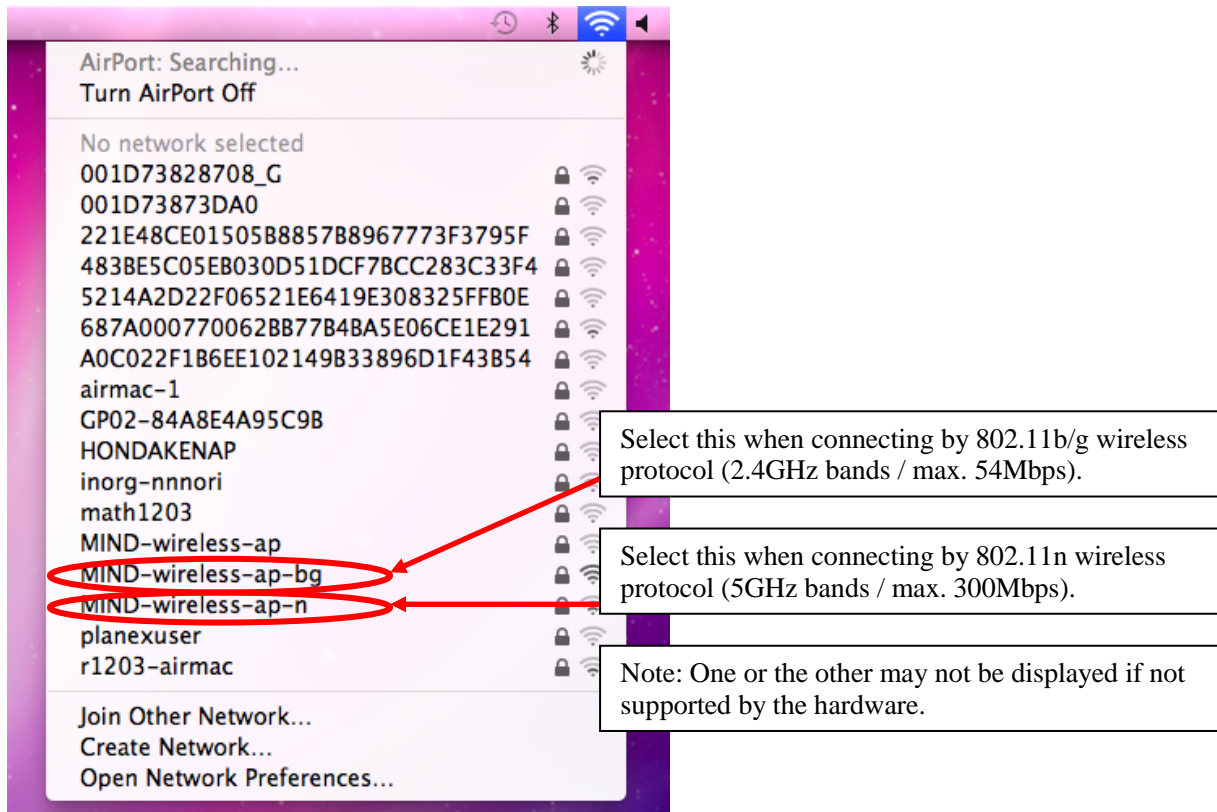 AirPort: Searching...
Turn AirPort Off
No network selected
001D73828708_G
001D73873DA0
221E48CE01505B8857B8967773F3795F
483BE5C05EB030D51DCF7BCC283C33F4
5214A2D22F06521E6419E308325FFB0E
687A000770062BB77B4BA5E06CE1E291
A0C022F1B6EE102149B33896D1F43B54
airmac-1
GP02-84A8E4A95C9B
HONDAKENAP
inorg-nnnori
math1203
MIND-wireless-ap
MIND-wireless-ap-bg
MIND-wireless-ap-n
planexuser
r1203-airmac
Join Other Network...
Create Network...
Open Network Preferences...
Select this when connecting by 802.11b/g wireless
protocol (2.4GHz bands / max. 54Mbps).
Select this when connecting by 802.11n wireless
protocol (5GHz bands / max. 300Mbps).
Note: One or the other may not be displayed if not
supported by the hardware.